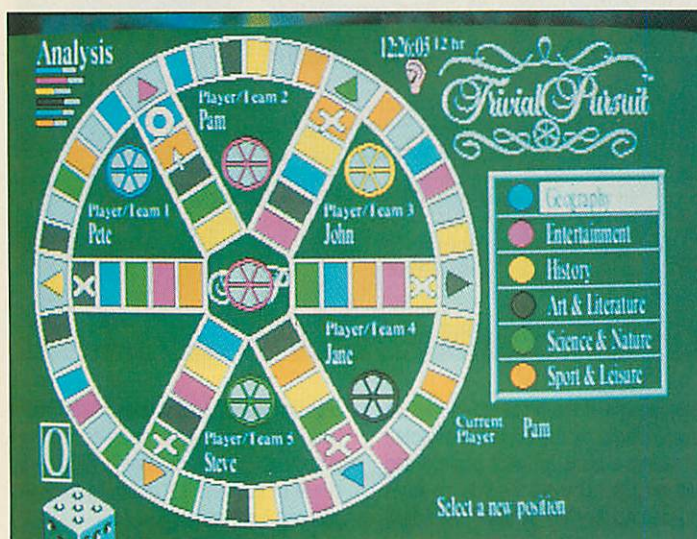 Analysis
12:26:05 12 hr
Trivial Pursuit
Player/Team 2
Pam
Player/Team 1
Pete
Player/Team 3
John
Geography
Entertainment
History
Art & Literature
Science & Nature
Sport & Leisure
Player/Team 4
Jane
Player/Team 5
Steve
Current
Player
Pam
0
Select a new position